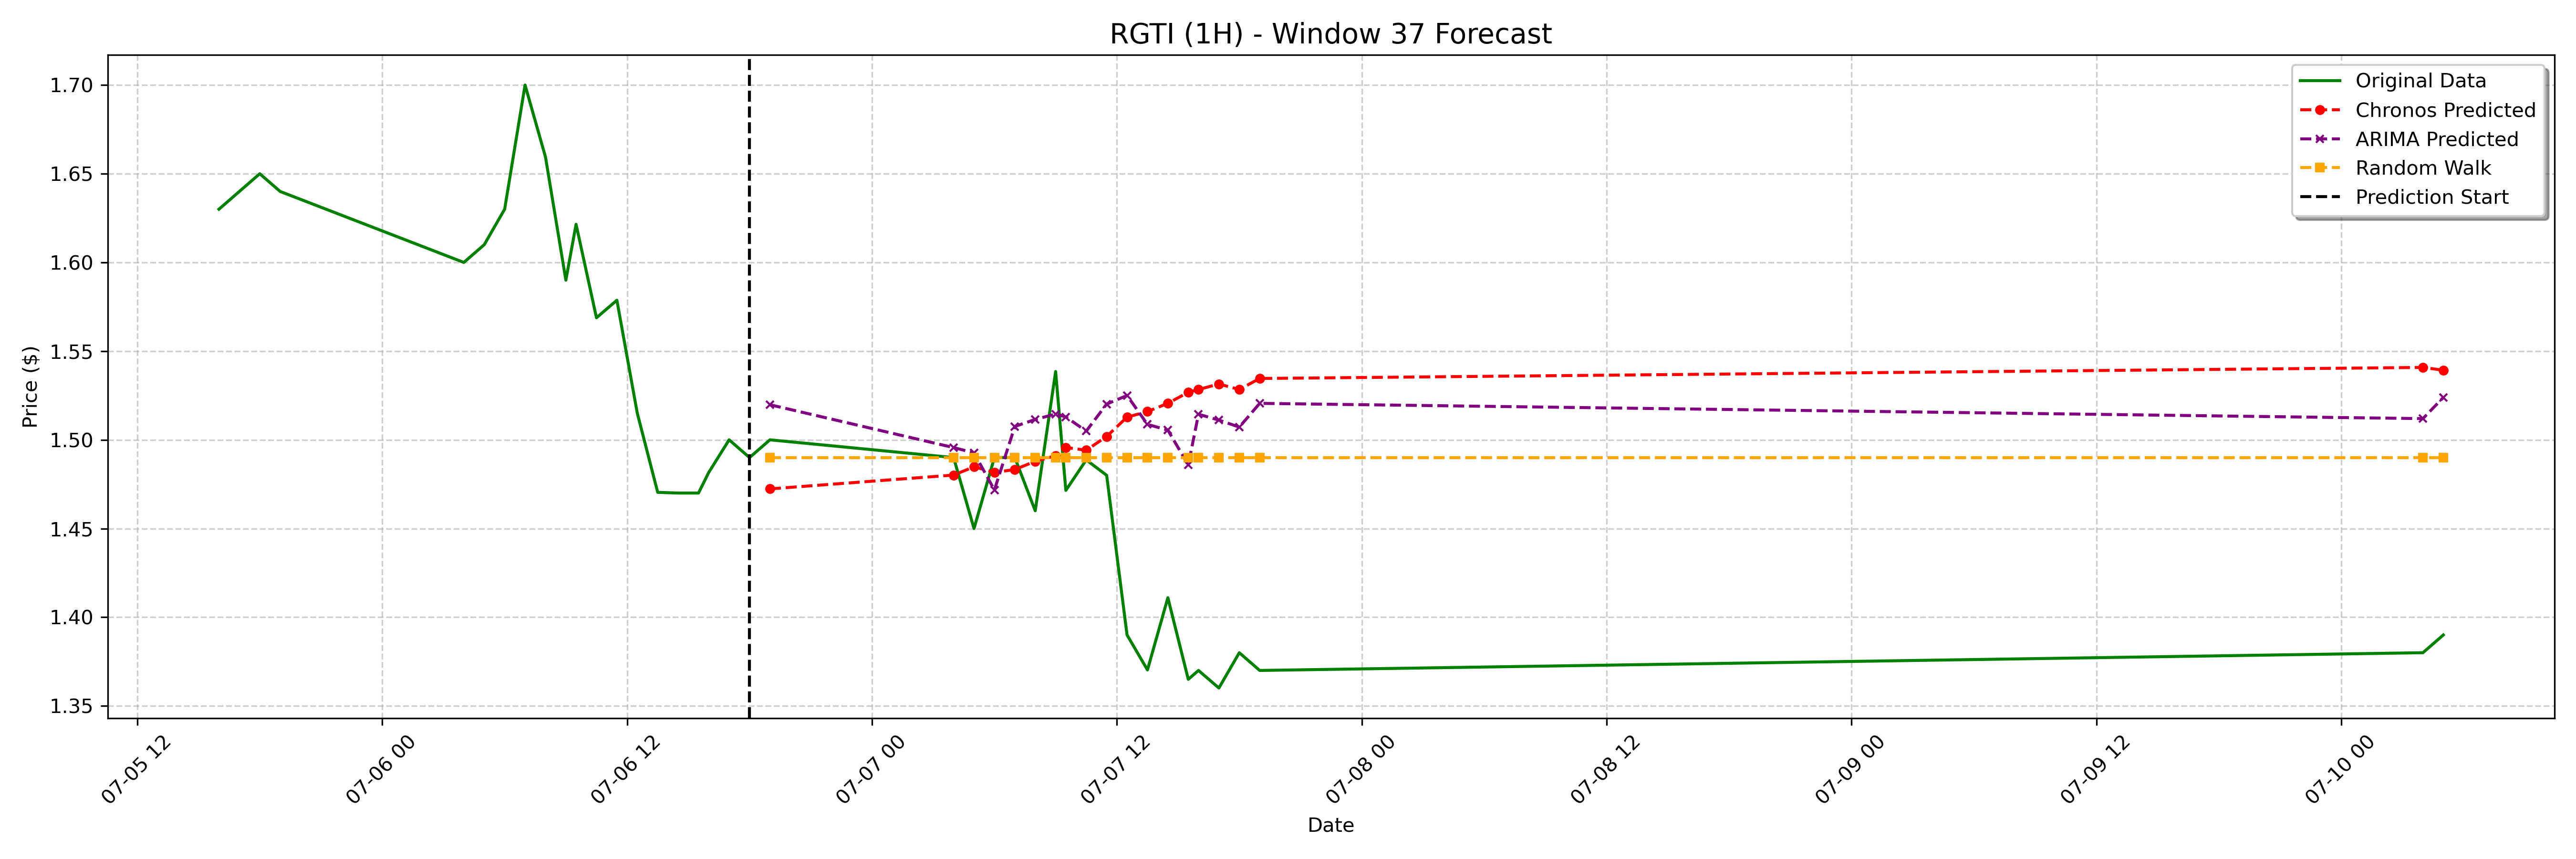 RGTI (1H) - Window 37 Forecast
Original Data
Chronos Predicted
ARIMA Predicted
Random Walk
Prediction Start
Price ($)
1.70
1.65
1.60
1.55
1.50
1.45
1.40
1.35
07-05 12
07-06 00
07-06 12
07-07 00
07-07 12
07-08 00
07-08 12
07-09 00
07-09 12
07-10 00
Date